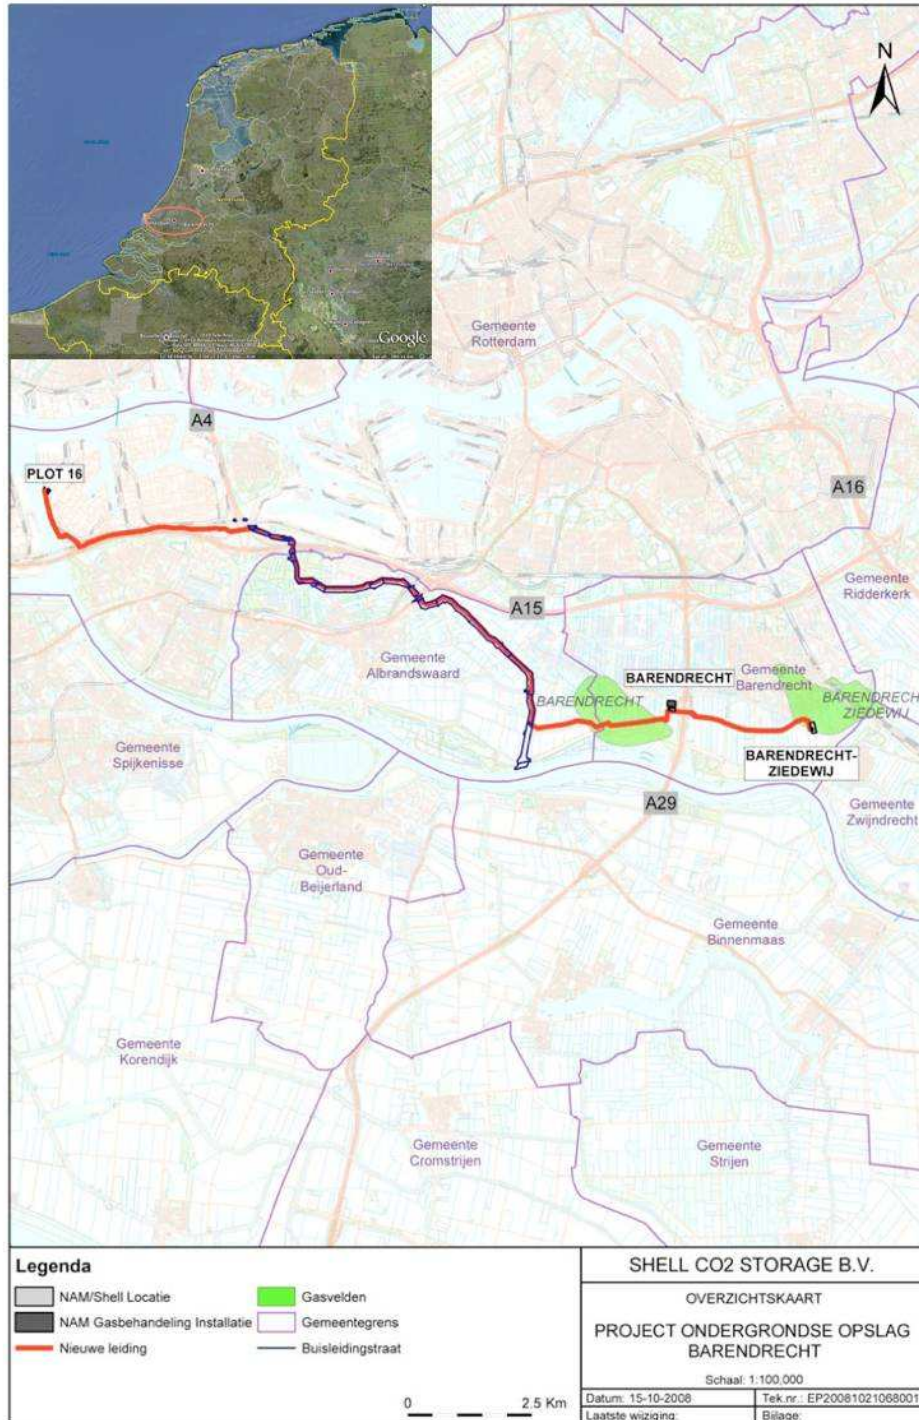 Google
N
Gemeente
Rotterdam
A4
PLOT 16
A16
Gemeente
Ridderkerk
A15
Gemeente
Albrandswaard
BARENDRECHT
Gemeente
Barendrecht
BARENDRECHT
BARENDRECH
ZIEDEWIJ
BARENDRECHT-
ZIEDEWIJ
Gemeente
Spijkenisse
A29
Gemeente
Zwijndrecht
Gemeente
Oud-
Beijerland
Gemeente
Binnenmaas
Gemeente
Korendijk
Gemeente
Cromstrijen
Gemeente
Strijen
Legenda
NAM/Shell Locatie
NAM Gasbehandeling Installatie
Nieuwe leiding
Gasvelden
Gemeentegrens
Buisleidingstraat
0 2.5 Km
SHELL CO2 STORAGE B.V.
OVERZICHTSKAART
PROJECT ONDERGRONDSE OPSLAG
BARENDRECHT
Schaal: 1:100,000
Datum: 15-10-2008 Tek.nr.: EP20081021068001
Laatste wijziging: Bijlage: